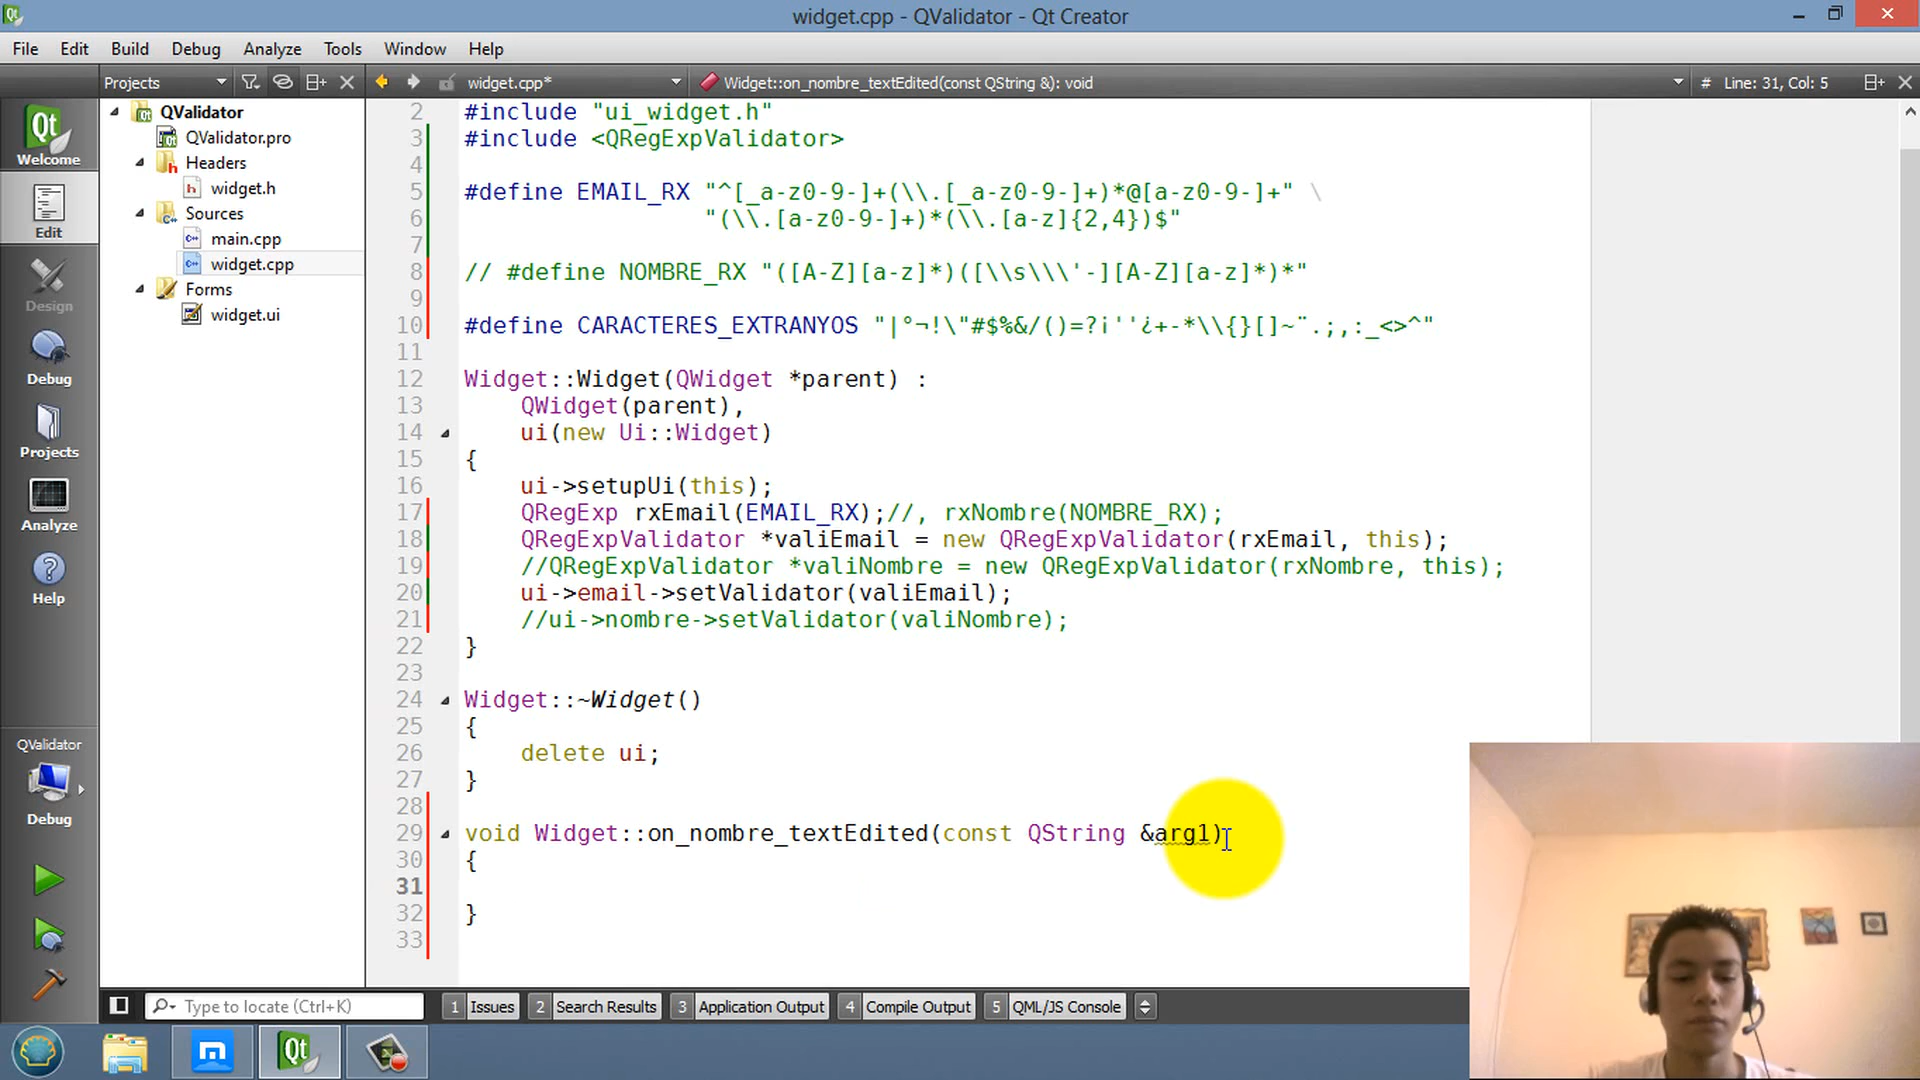 widget.cpp - QValidator - Qt Creator
File Edit Build Debug Analyze Tools Window Help
Projects
widget.cpp*
Widget::on_nombre_textEdited(const QString &): void
# Line: 31, Col: 5
Welcome
Edit
Design
Debug
Projects
Analyze
Help
QValidator
Debug
QValidator
QValidator.pro
Headers
widget.h
Sources
main.cpp
widget.cpp
Forms
widget.ui
2 #include "ui_widget.h"
3 #include <QRegExpValidator>
4
5 #define EMAIL_RX "^[_a-z0-9-]+(\\.[_a-z0-9-]+)*@[a-z0-9-]+" \
6 "(\\.[a-z0-9-]+)*(\\.[a-z]{2,4})$"
7
8 // #define NOMBRE_RX "([A-Z][a-z]*)([\\s\\\'-][A-Z][a-z]*)*"
9
10 #define CARACTERES_EXTRANYOS "|°¬!\"#$%&/()=?¡''¿+-*\\{}[]~¨.;,:_<>^"
11
12 Widget::Widget(QWidget *parent) :
13 QWidget(parent),
14 ui(new Ui::Widget)
15 {
16 ui->setupUi(this);
17 QRegExp rxEmail(EMAIL_RX);//, rxNombre(NOMBRE_RX);
18 QRegExpValidator *valiEmail = new QRegExpValidator(rxEmail, this);
19 //QRegExpValidator *valiNombre = new QRegExpValidator(rxNombre, this);
20 ui->email->setValidator(valiEmail);
21 //ui->nombre->setValidator(valiNombre);
22 }
23
24 Widget::~Widget()
25 {
26 delete ui;
27 }
28
29 void Widget::on_nombre_textEdited(const QString &arg1)
30 {
31
32 }
33
Type to locate (Ctrl+K)
1 Issues
2 Search Results
3 Application Output
4 Compile Output
5 QML/JS Console